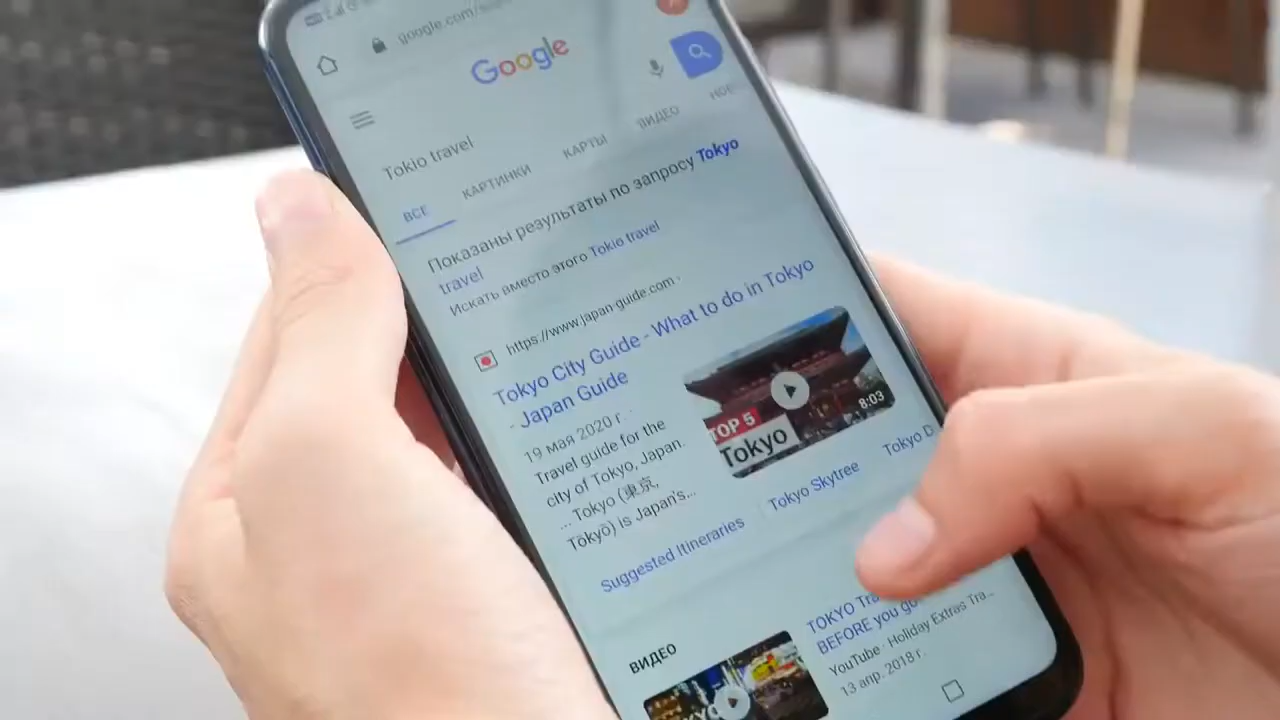 google.com/
Google
Tokio travel
ВСЕ КАРТИНКИ КАРТЫ ВИДЕО
Показаны результаты по запросу Tokyo
travel
Искать вместо этого Tokio travel
https://www.japan-guide.com
Tokyo City Guide - What to do in Tokyo
- Japan Guide
19 мая 2020 г. ·
Travel guide for the
city of Tokyo, Japan.
... Tokyo (東京,
Tōkyō) is Japan's...
TOP 5
Tokyo
8:03
Suggested Itineraries
Tokyo Skytree
Tokyo D
ВИДЕО
TOKYO Tra
BEFORE you go
YouTube · Holiday Extras Tra...
13 апр. 2018 г.